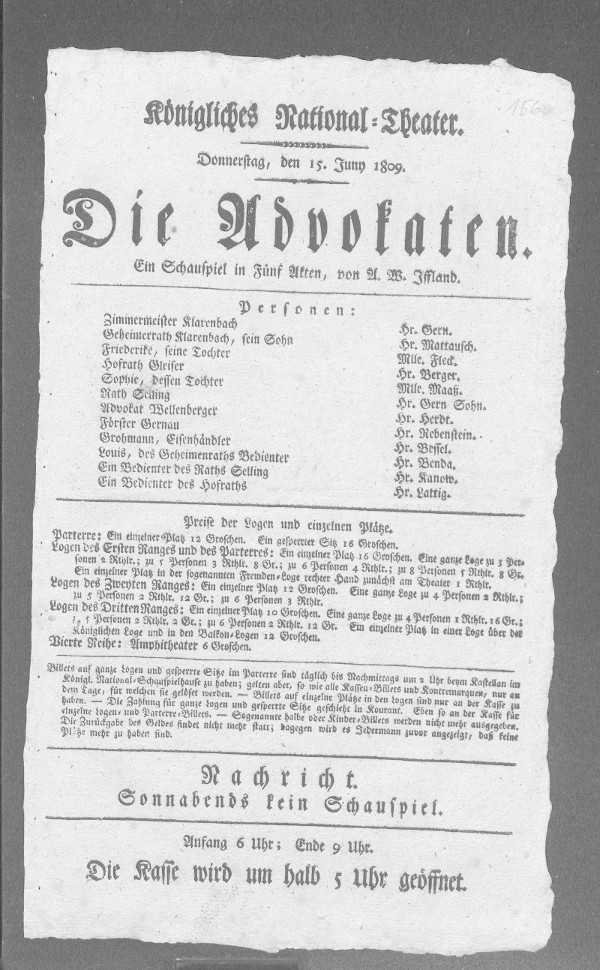 156
Königliches National-Theater.
Donnerstag, den 15. Juny 1809.
Die Advokaten.
Ein Schauspiel in Fünf Akten, von A. W. Iffland.
Personen:
Zimmermeister Klarenbach Hr. Gern.
Geheimerrath Klarenbach, sein Sohn Hr. Mattausch.
Friederike, seine Tochter Mlle. Fleck.
Hofrath Gleiser Hr. Berger.
Sophie, dessen Tochter Mlle. Maaß.
Rath Selling Hr. Gern Sohn.
Advokat Wellenberger Hr. Herdt.
Förster Gernau Hr. Rebenstein.
Grohmann, Eisenhändler Hr. Bessel.
Louis, des Geheimenraths Bedienter Hr. Benda.
Ein Bedienter des Raths Selling Hr. Kanow.
Ein Bedienter des Hofraths Hr. Lattig.
Preise der Logen und einzelnen Plätze.
Parterre: Ein einzelner Platz 12 Groschen. Ein gesperrter Sitz 16 Groschen.
Logen des Ersten Ranges und des Parterres: Ein einzelner Platz 16 Groschen. Eine ganze Loge zu 3 Per-
sonen 2 Rthlr.; zu 5 Personen 3 Rthlr. 8 Gr.; zu 6 Personen 4 Rthlr.; zu 8 Personen 5 Rthlr. 8 Gr.
Ein einzelner Platz in der sogenannten Fremden-Loge rechter Hand zunächst am Theater 1 Rthlr.
Logen des Zweyten Ranges: Ein einzelner Platz 12 Groschen. Eine ganze Loge zu 4 Personen 2 Rthlr.;
zu 5 Personen 2 Rthlr. 12 Gr.; zu 6 Personen 3 Rthlr.
Logen des Dritten Ranges: Ein einzelner Platz 10 Groschen. Eine ganze Loge zu 4 Personen 1 Rthlr. 16 Gr.;
5 Personen 2 Rthlr. 2 Gr.; zu 6 Personen 2 Rthlr. 12 Gr. Ein einzelner Platz in einer Loge über der
Königlichen Loge und in den Balkon-Logen 12 Groschen.
Vierte Reihe: Amphitheater 6 Groschen.
Billets auf ganze Logen und gesperrte Sitze im Parterre sind täglich bis Nachmittags um 2 Uhr beym Kastellan im
Königl. National-Schauspielhause zu haben; gelten aber, so wie alle Kassen-Billets und Kontremarquen, nur an
dem Tage, für welchen sie gelöset werden. — Billets auf einzelne Plätze in den Logen sind nur an der Kasse zu
haben. — Die Zahlung für ganze Logen und gesperrte Sitze geschieht in Kourant. Eben so an der Kasse für
einzelne Logen- und Parterre-Billets. — Sogenannte halbe oder Kinder-Billets werden nicht mehr ausgegeben.
Die Zurückgabe des Geldes findet nicht mehr statt; dagegen wird es Jedermann zuvor angezeigt, daß keine
Plätze mehr zu haben sind.
Nachricht.
Sonnabends kein Schauspiel.
Anfang 6 Uhr; Ende 9 Uhr.
Die Kasse wird um halb 5 Uhr geöffnet.